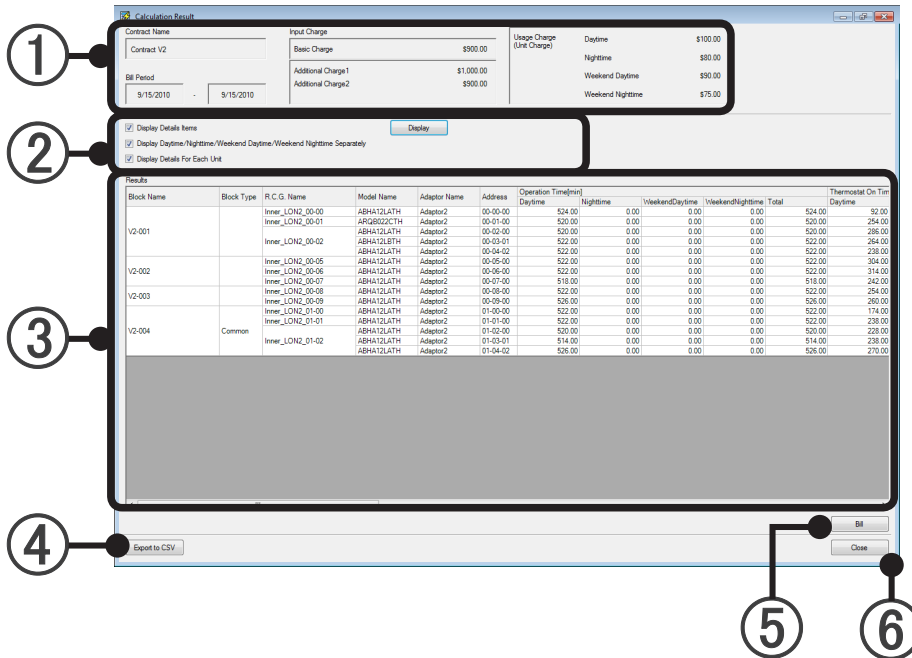 Calculation Result
Contract Name
Contract V2
Bill Period
9/15/2010 - 9/15/2010
Input Charge
Basic Charge $900.00
Additional Charge1 $1,000.00
Additional Charge2 $900.00
Usage Charge
(Unit Charge)
Daytime $100.00
Nighttime $80.00
Weekend Daytime $90.00
Weekend Nighttime $75.00
1
Display Details Items
Display
Display Daytime/Nighttime/Weekend Daytime/Weekend Nighttime Separately
Display Details For Each Unit
2
Results
Block Name Block Type R.C.G. Name Model Name Adaptor Name Address Operation Time[min] Thermostat On Tim
Daytime Nighttime WeekendDaytime WeekendNighttime Total Daytime
Inner_LON2_00-00 ABHA12LATH Adaptor2 00-00-00 524.00 0.00 0.00 0.00 524.00 92.00
Inner_LON2_00-01 ARQB022CTH Adaptor2 00-01-00 520.00 0.00 0.00 0.00 520.00 254.00
V2-001 ABHA12LATH Adaptor2 00-02-00 520.00 0.00 0.00 0.00 520.00 286.00
Inner_LON2_00-02 ABHA12LBTH Adaptor2 00-03-01 522.00 0.00 0.00 0.00 522.00 264.00
ABHA12LATH Adaptor2 00-04-02 522.00 0.00 0.00 0.00 522.00 238.00
Inner_LON2_00-05 ABHA12LATH Adaptor2 00-05-00 522.00 0.00 0.00 0.00 522.00 304.00
V2-002 Inner_LON2_00-06 ABHA12LATH Adaptor2 00-06-00 522.00 0.00 0.00 0.00 522.00 314.00
Inner_LON2_00-07 ABHA12LATH Adaptor2 00-07-00 518.00 0.00 0.00 0.00 518.00 242.00
V2-003 Inner_LON2_00-08 ABHA12LATH Adaptor2 00-08-00 522.00 0.00 0.00 0.00 522.00 254.00
Inner_LON2_00-09 ABHA12LATH Adaptor2 00-09-00 526.00 0.00 0.00 0.00 526.00 260.00
Inner_LON2_01-00 ABHA12LATH Adaptor2 01-00-00 522.00 0.00 0.00 0.00 522.00 174.00
Inner_LON2_01-01 ABHA12LATH Adaptor2 01-01-00 522.00 0.00 0.00 0.00 522.00 238.00
V2-004 Common ABHA12LATH Adaptor2 01-02-00 520.00 0.00 0.00 0.00 520.00 228.00
Inner_LON2_01-02 ABHA12LATH Adaptor2 01-03-01 514.00 0.00 0.00 0.00 514.00 238.00
ABHA12LATH Adaptor2 01-04-02 526.00 0.00 0.00 0.00 526.00 270.00
3
Bill
4
Export to CSV
Close
5
6